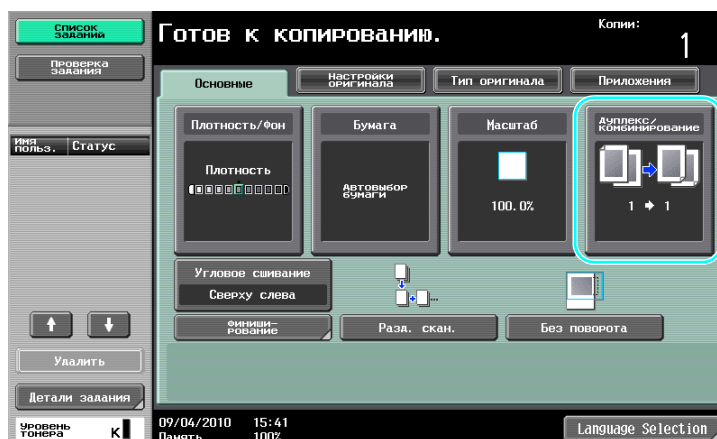 Список
заданий
Готов к копированию.
Копии:
1
Проверка
задания
Основные
Настройки
оригинала
Тип оригинала
Приложения
Имя
польз.
Статус
Плотность/Фон
Бумага
Масштаб
Дуплекс/
комбинирование
Плотность
Автовыбор
бумаги
100.0%
1 → 1
Угловое сшивание
Сверху слева
Финиши-
рование
Разд. скан.
Без поворота
Удалить
Детали задания
Уровень
тонера
K
09/04/2010 15:41
Память 100%
Language Selection